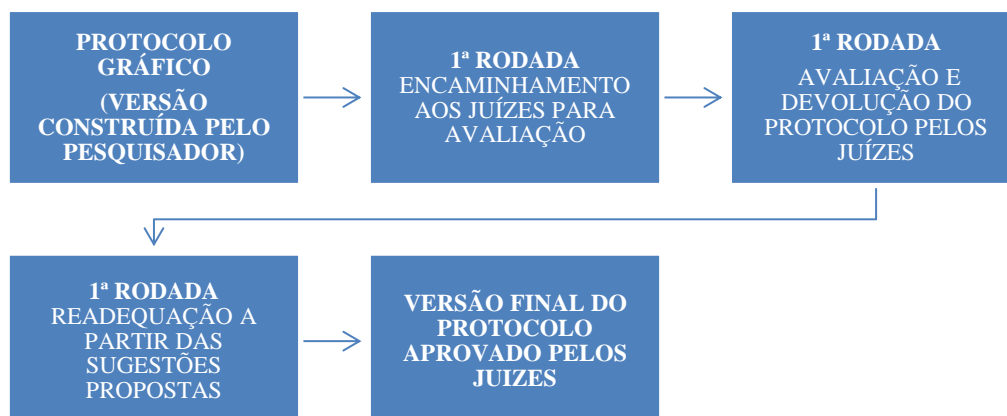 PROTOCOLO
GRÁFICO
(VERSÃO
CONSTRUÍDA PELO
PESQUISADOR)
1ª RODADA
ENCAMINHAMENTO
AOS JUÍZES PARA
AVALIAÇÃO
1ª RODADA
AVALIAÇÃO E
DEVOLUÇÃO DO
PROTOCOLO PELOS
JUÍZES
1ª RODADA
READEQUAÇÃO A
PARTIR DAS
SUGESTÕES
PROPOSTAS
VERSÃO FINAL DO
PROTOCOLO
APROVADO PELOS
JUIZES